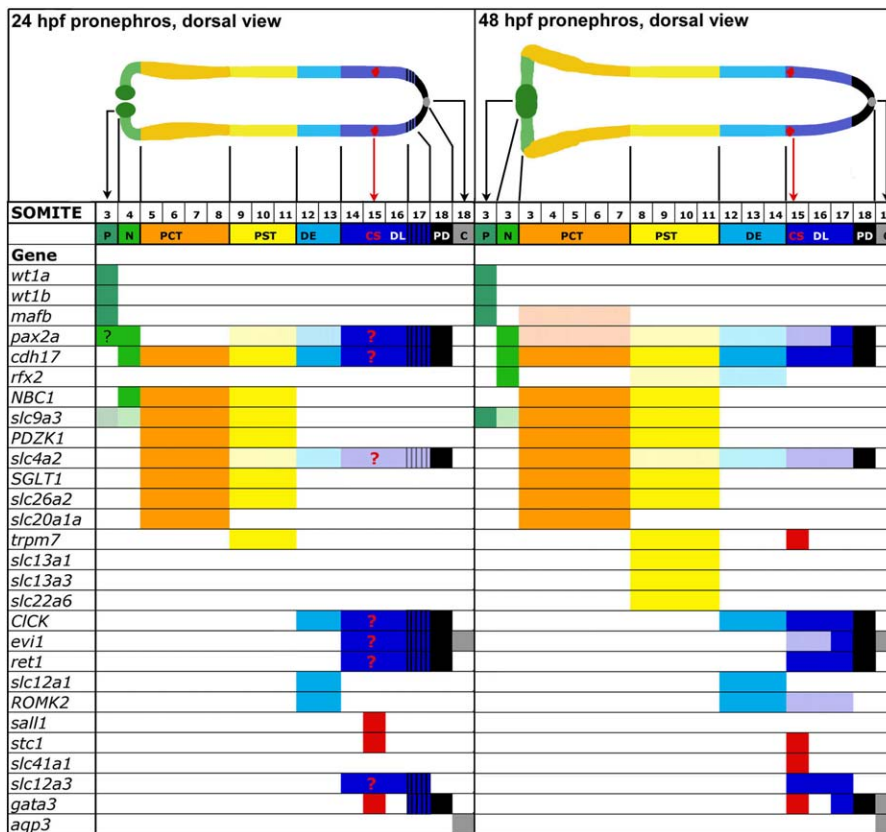 24 hpf pronephros, dorsal view 48 hpf pronephros, dorsal view
SOMITE 3 4 5 6 7 8 9 10 11 12 13 14 15 16 17 18 18 3 3 3 4 5 6 7 8 9 10 11 12 13 14 15 16 17 18
P N PCT PST DE CS DL PD C P N PCT PST DE CS DL PD
Gene
wt1a
wt1b
mafb
pax2a ? ?
cdh17 ?
rfx2
NBC1
slc9a3
PDZK1
slc4a2 ?
SGLT1
slc26a2
slc20a1a
trpm7
slc13a1
slc13a3
slc22a6
ClCK ?
evi1 ?
ret1 ?
slc12a1
ROMK2
sall1
stc1
slc41a1
slc12a3 ?
gata3
aqp3